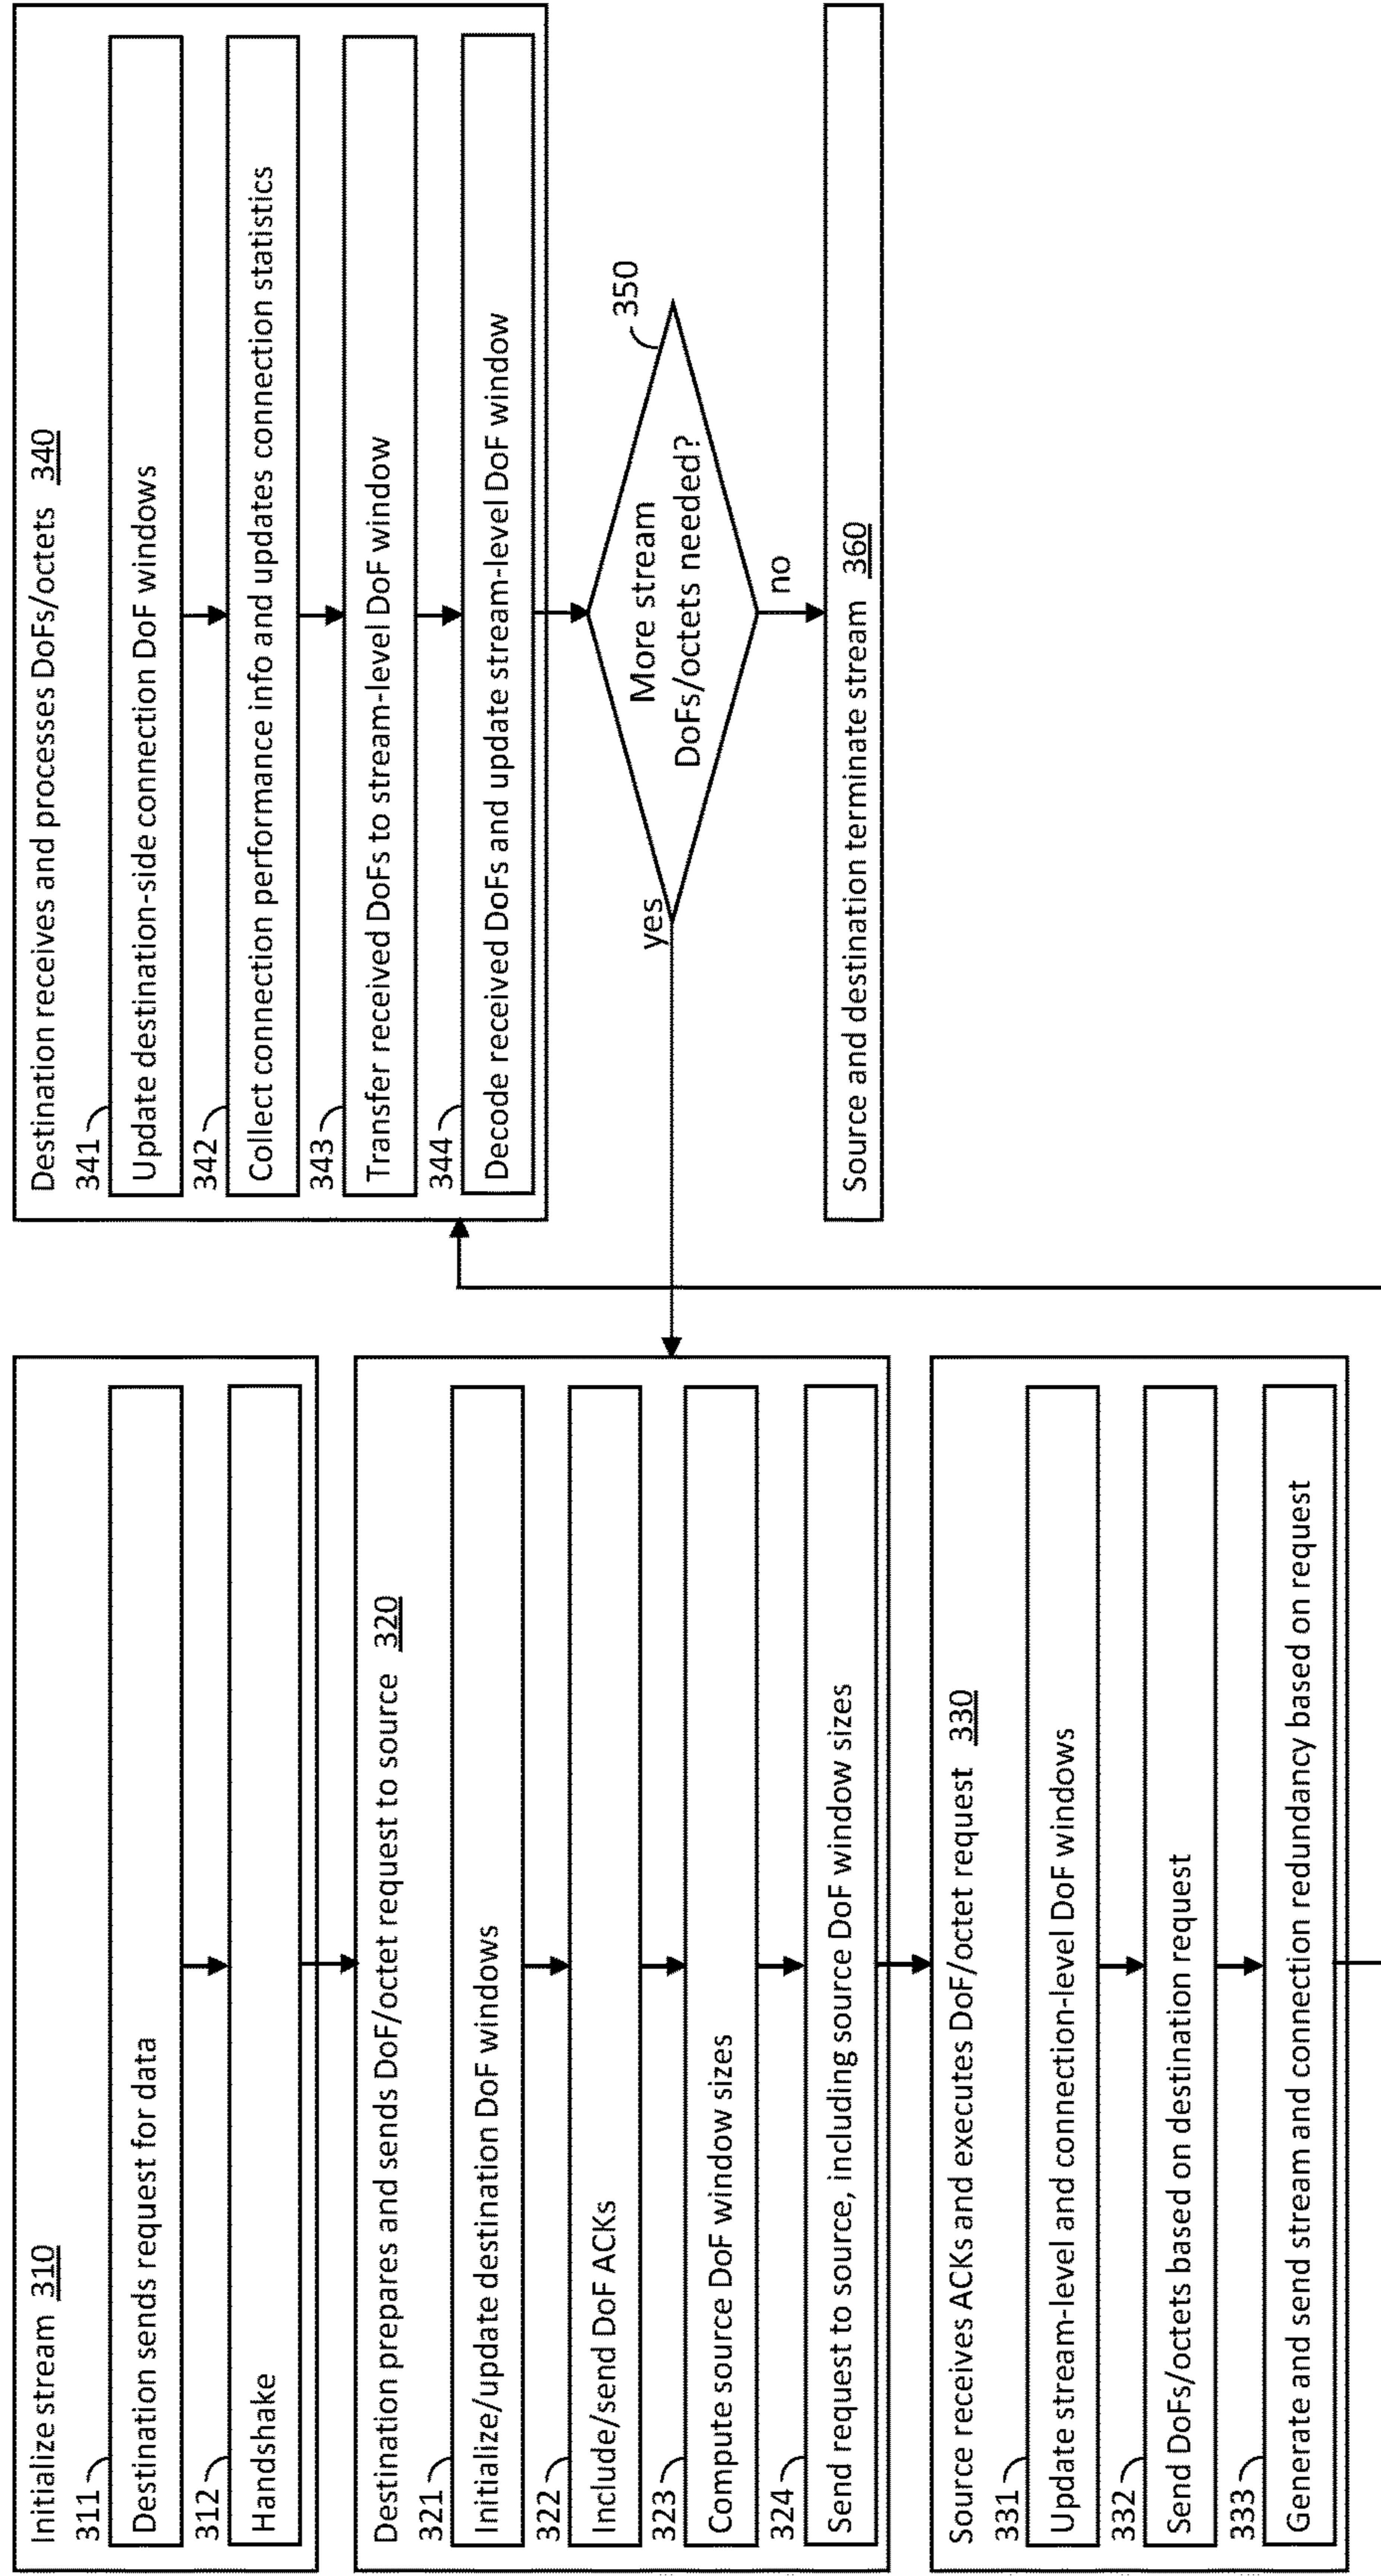 Initialize stream 310
311
Destination sends request for data
312
Handshake
Destination prepares and sends DoF/octet request to source 320
321
Initialize/update destination DoF windows
322
Include/send DoF ACKs
323
Compute source DoF window sizes
324
Send request to source, including source DoF window sizes
Source receives ACKs and executes DoF/octet request 330
331
Update stream-level and connection-level DoF windows
332
Send DoFs/octets based on destination request
333
Generate and send stream and connection redundancy based on request
Destination receives and processes DoFs/octets 340
341
Update destination-side connection DoF windows
342
Collect connection performance info and updates connection statistics
343
Transfer received DoFs to stream-level DoF window
344
Decode received DoFs and update stream-level DoF window
350
More stream
DoFs/octets needed?
yes
no
Source and destination terminate stream 360